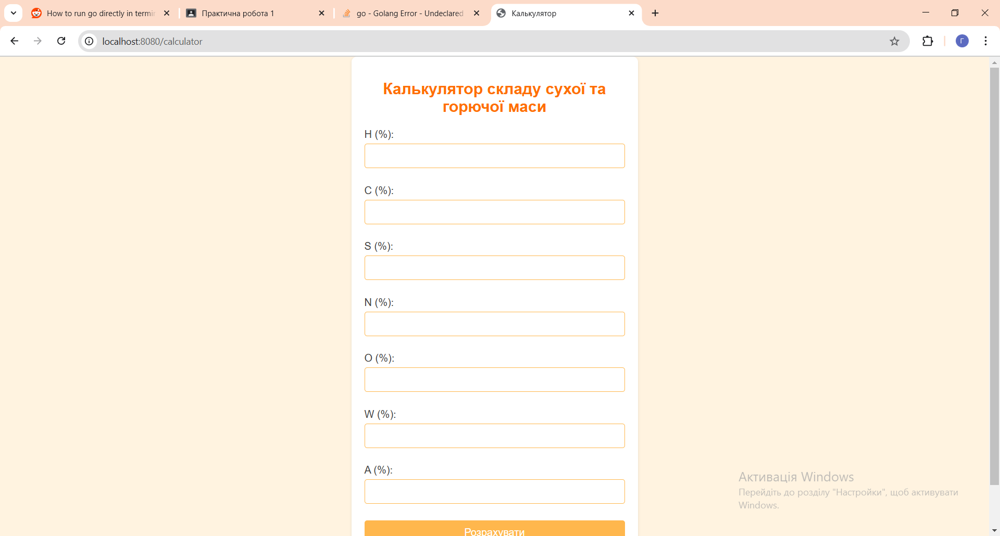 How to run go directly in termin
Практична робота 1
go - Golang Error - Undeclared
Калькулятор
localhost:8080/calculator
Г
Калькулятор складу сухої та
горючої маси
H (%):
C (%):
S (%):
N (%):
O (%):
W (%):
A (%):
Розрахувати
Активація Windows
Перейдіть до розділу "Настройки", щоб активувати
Windows.